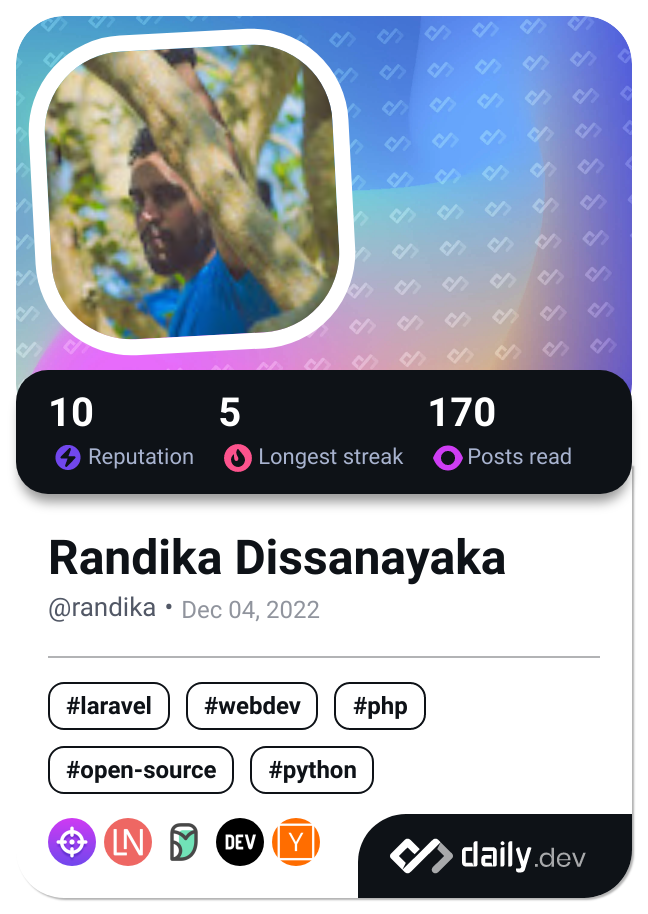 10 5 170
Reputation Longest streak Posts read
Randika Dissanayaka
@randika • Dec 04, 2022
#laravel #webdev #php
#open-source #python
LN DEV Y
daily.dev